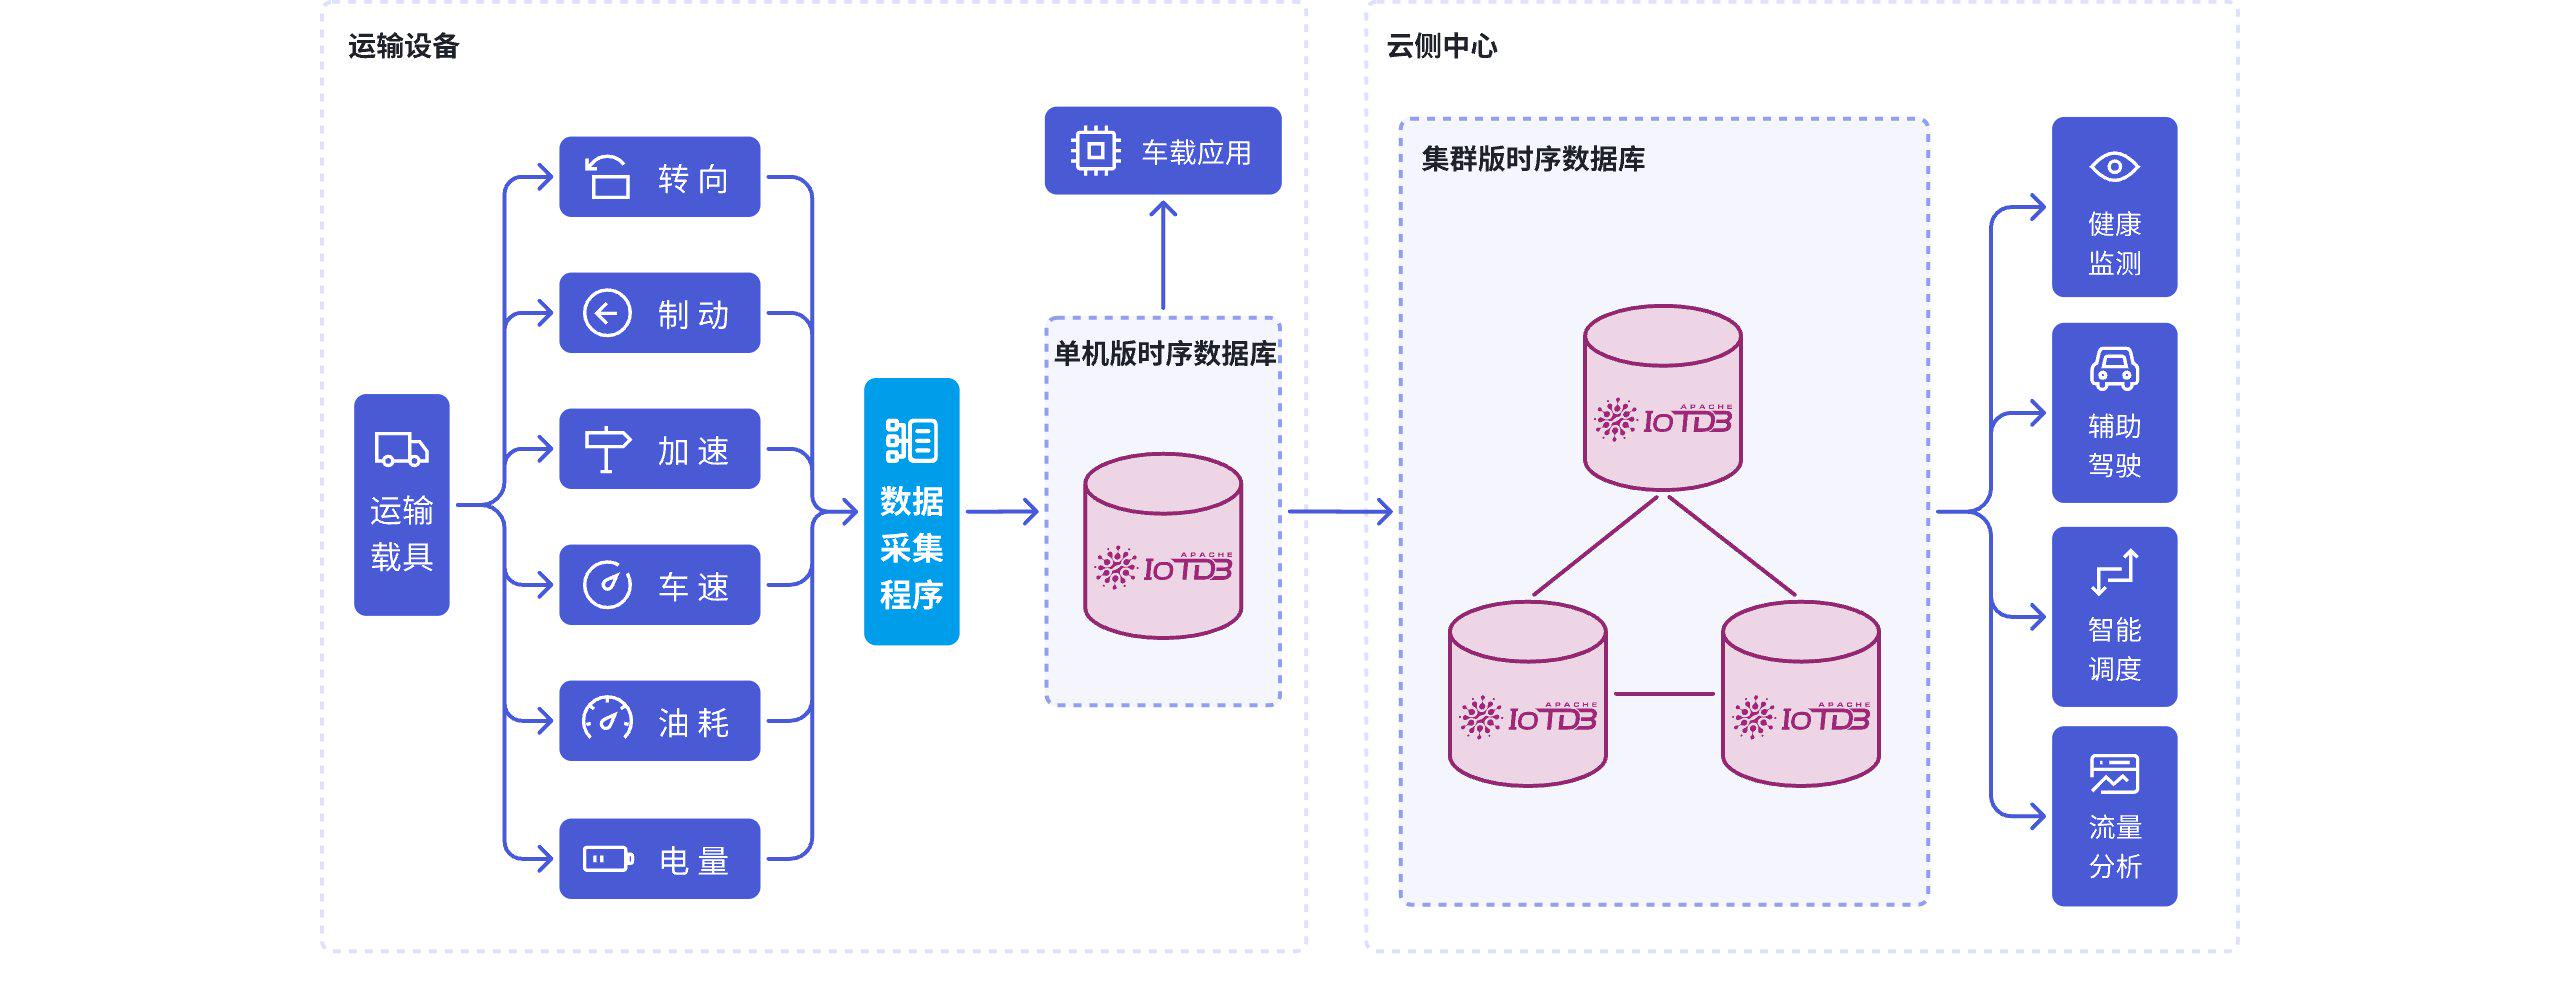 运输设备
运输
载具
转向
制动
加速
车速
油耗
电量
数据
采集
程序
车载应用
单机版时序数据库
APACHE
IoTDB
云侧中心
集群版时序数据库
APACHE
IoTDB
APACHE
IoTDB
APACHE
IoTDB
健康
监测
辅助
驾驶
智能
调度
流量
分析